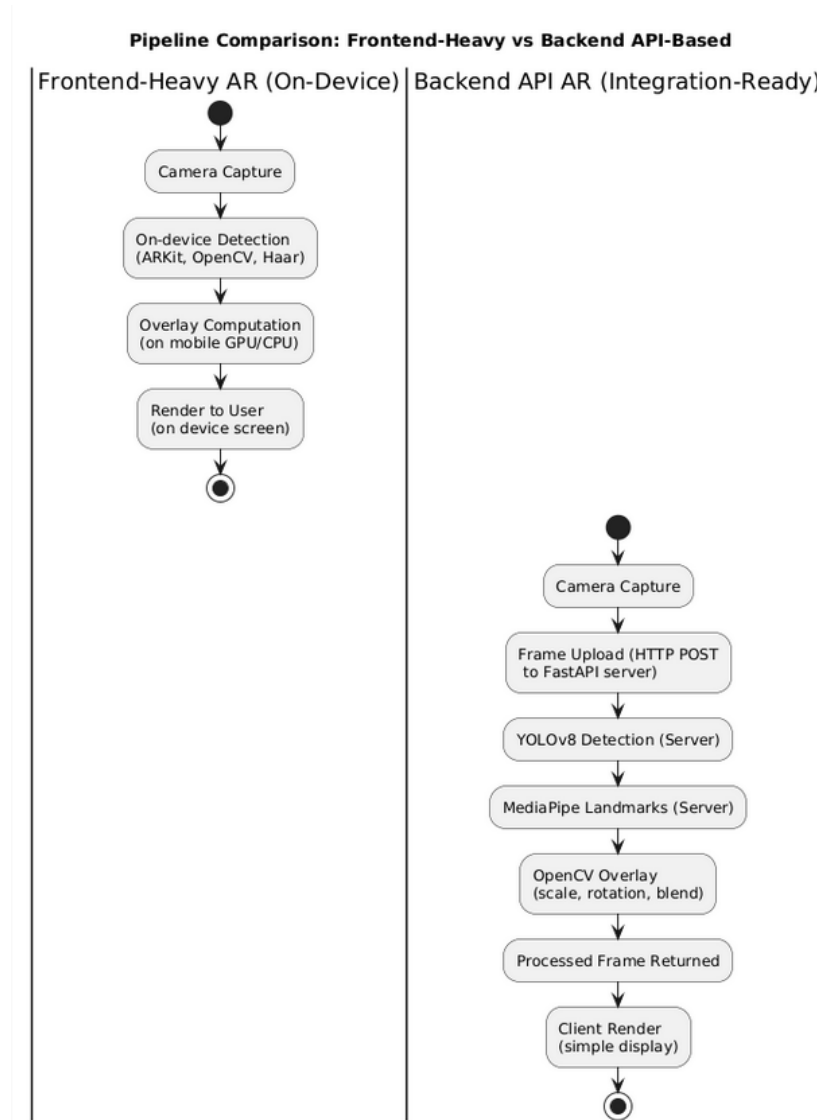 Pipeline Comparison: Frontend-Heavy vs Backend API-Based
Frontend-Heavy AR (On-Device)
Backend API AR (Integration-Ready)
Camera Capture
On-device Detection
(ARKit, OpenCV, Haar)
Overlay Computation
(on mobile GPU/CPU)
Render to User
(on device screen)
Camera Capture
Frame Upload (HTTP POST
to FastAPI server)
YOLOv8 Detection (Server)
MediaPipe Landmarks (Server)
OpenCV Overlay
(scale, rotation, blend)
Processed Frame Returned
Client Render
(simple display)